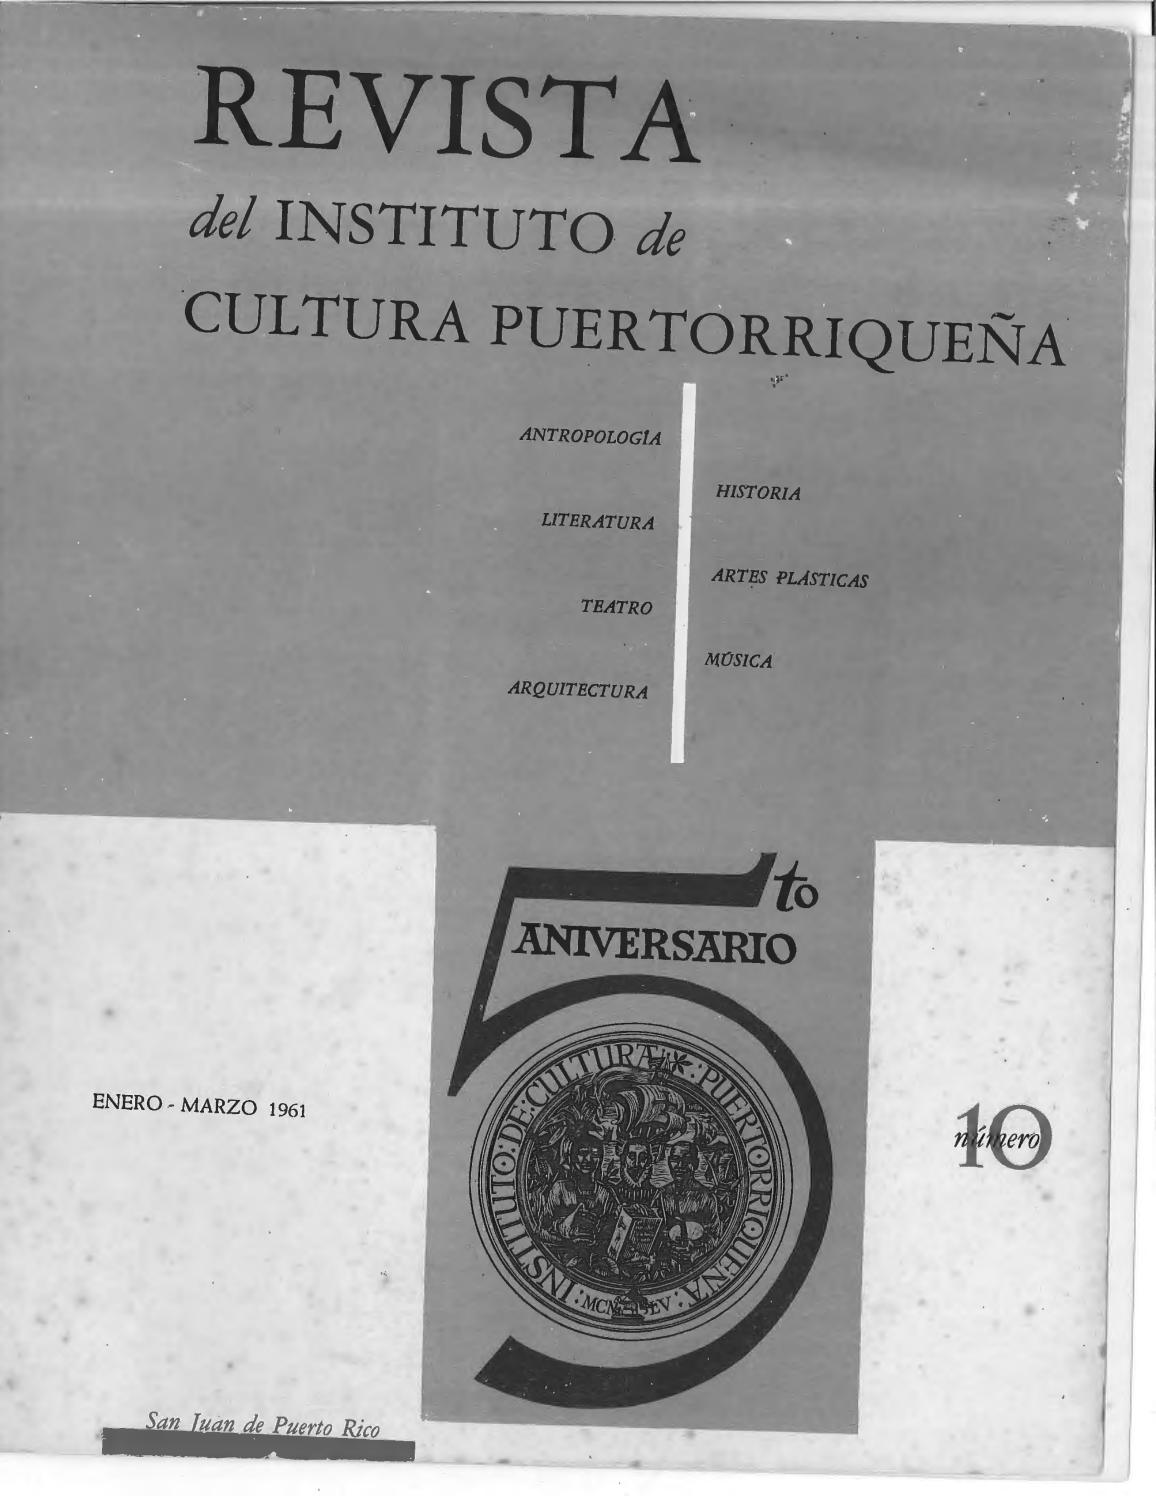 REVISTA
del INSTITUTO de
CULTURA PUERTORRIQUEÑA
ANTROPOLOGÍA
HISTORIA
LITERATURA
ARTES PLÁSTICAS
TEATRO
MÚSICA
ARQUITECTURA
5to
ANIVERSARIO
INSTITUTO·DE·CULTURA·PUERTORRIQUEÑA
ENERO - MARZO 1961
número 10
San Juan de Puerto Rico